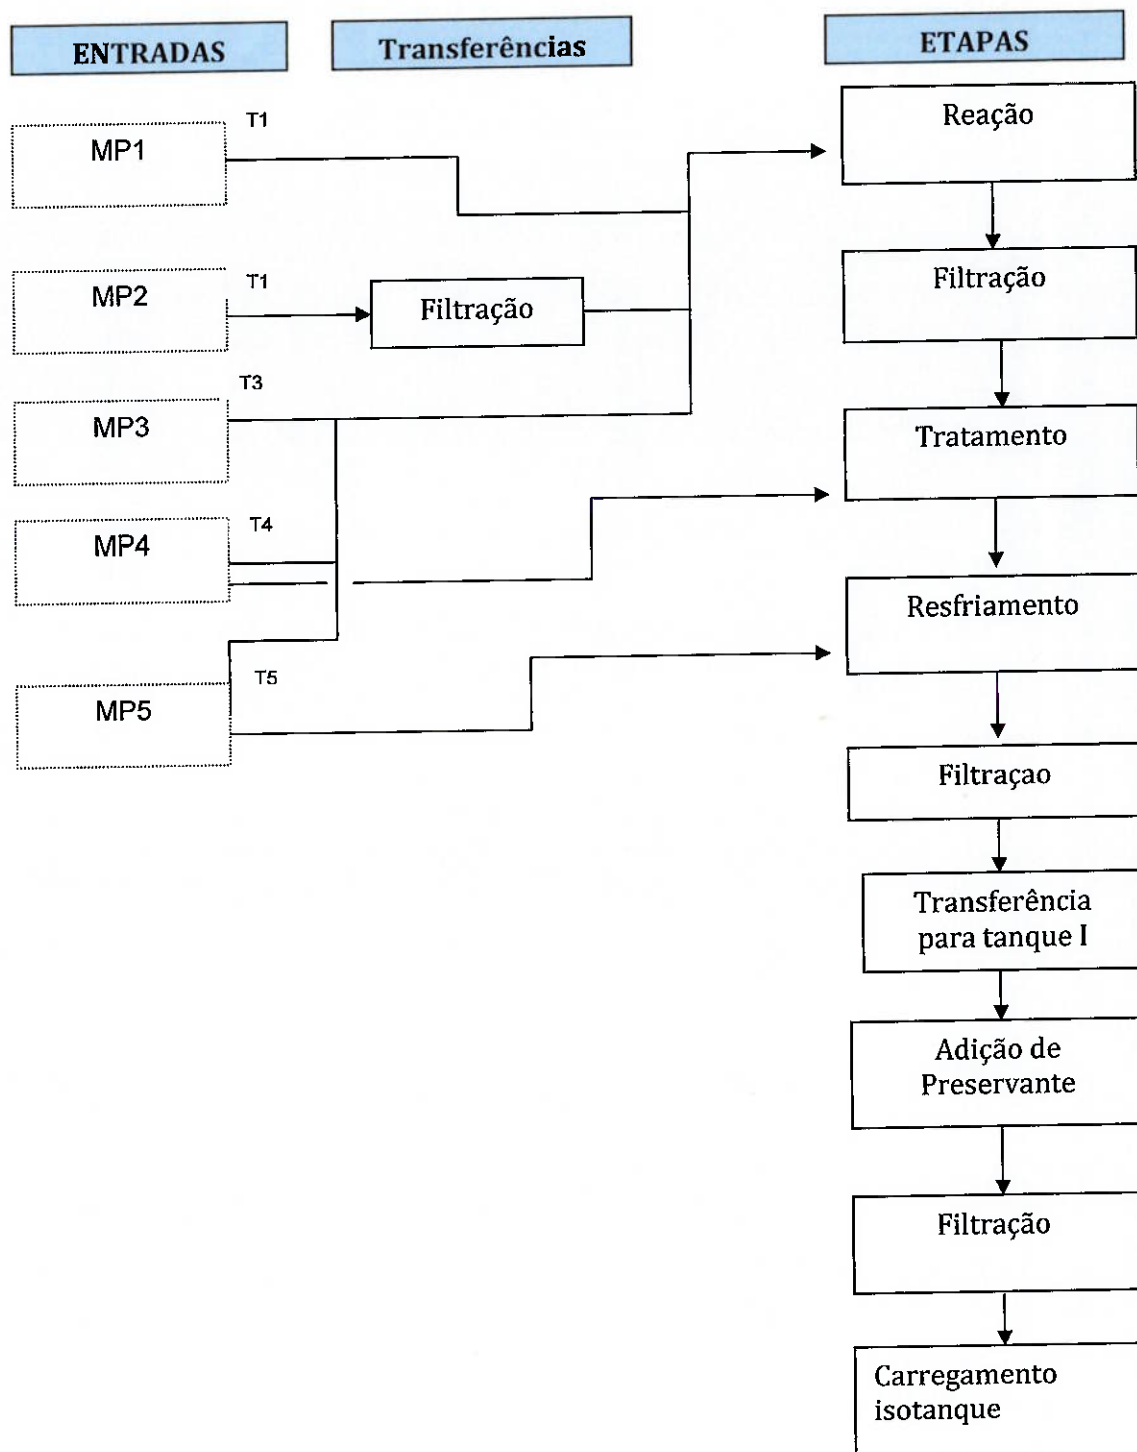 ENTRADAS
Transferências
ETAPAS
T1
MP1
T1
MP2
Filtração
T3
MP3
T4
MP4
T5
MP5
Reação
Filtração
Tratamento
Resfriamento
Filtraçao
Transferência
para tanque I
Adição de
Preservante
Filtração
Carregamento
isotanque